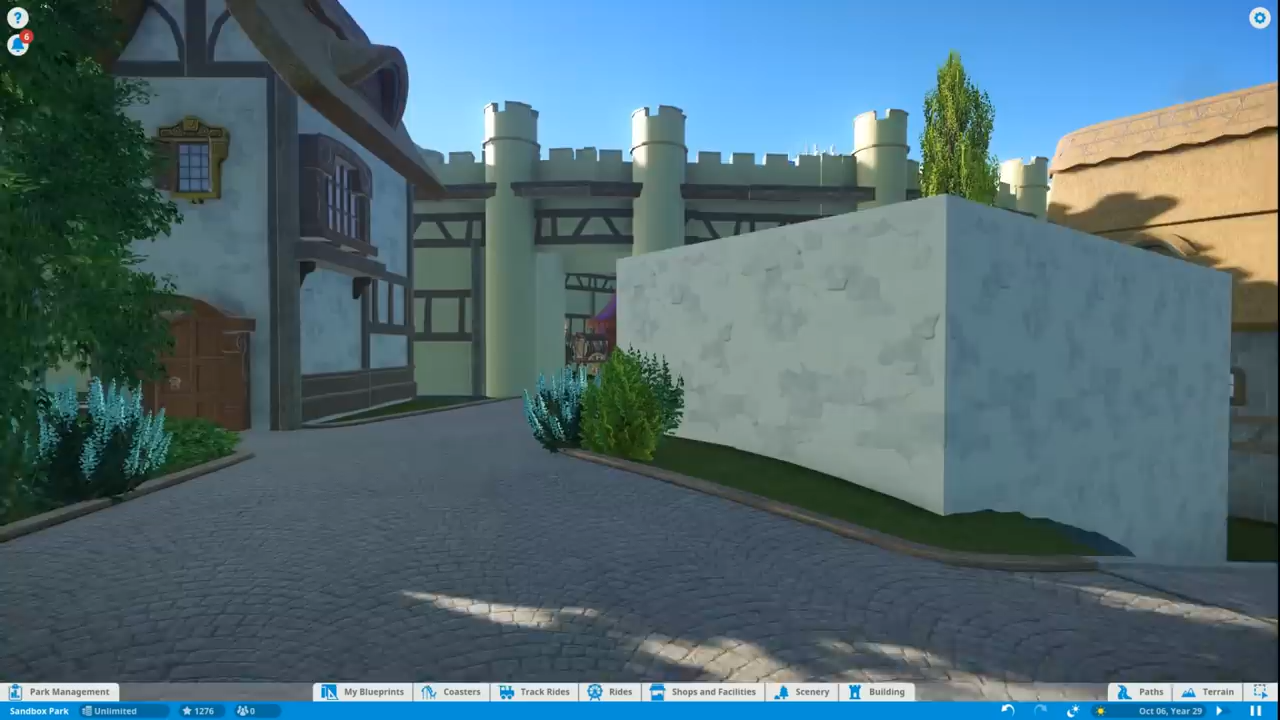 ?
6
Park Management
My Blueprints
Coasters
Track Rides
Rides
Shops and Facilities
Scenery
Building
Paths
Terrain
Sandbox Park
Unlimited
1276
0
Oct 06, Year 29